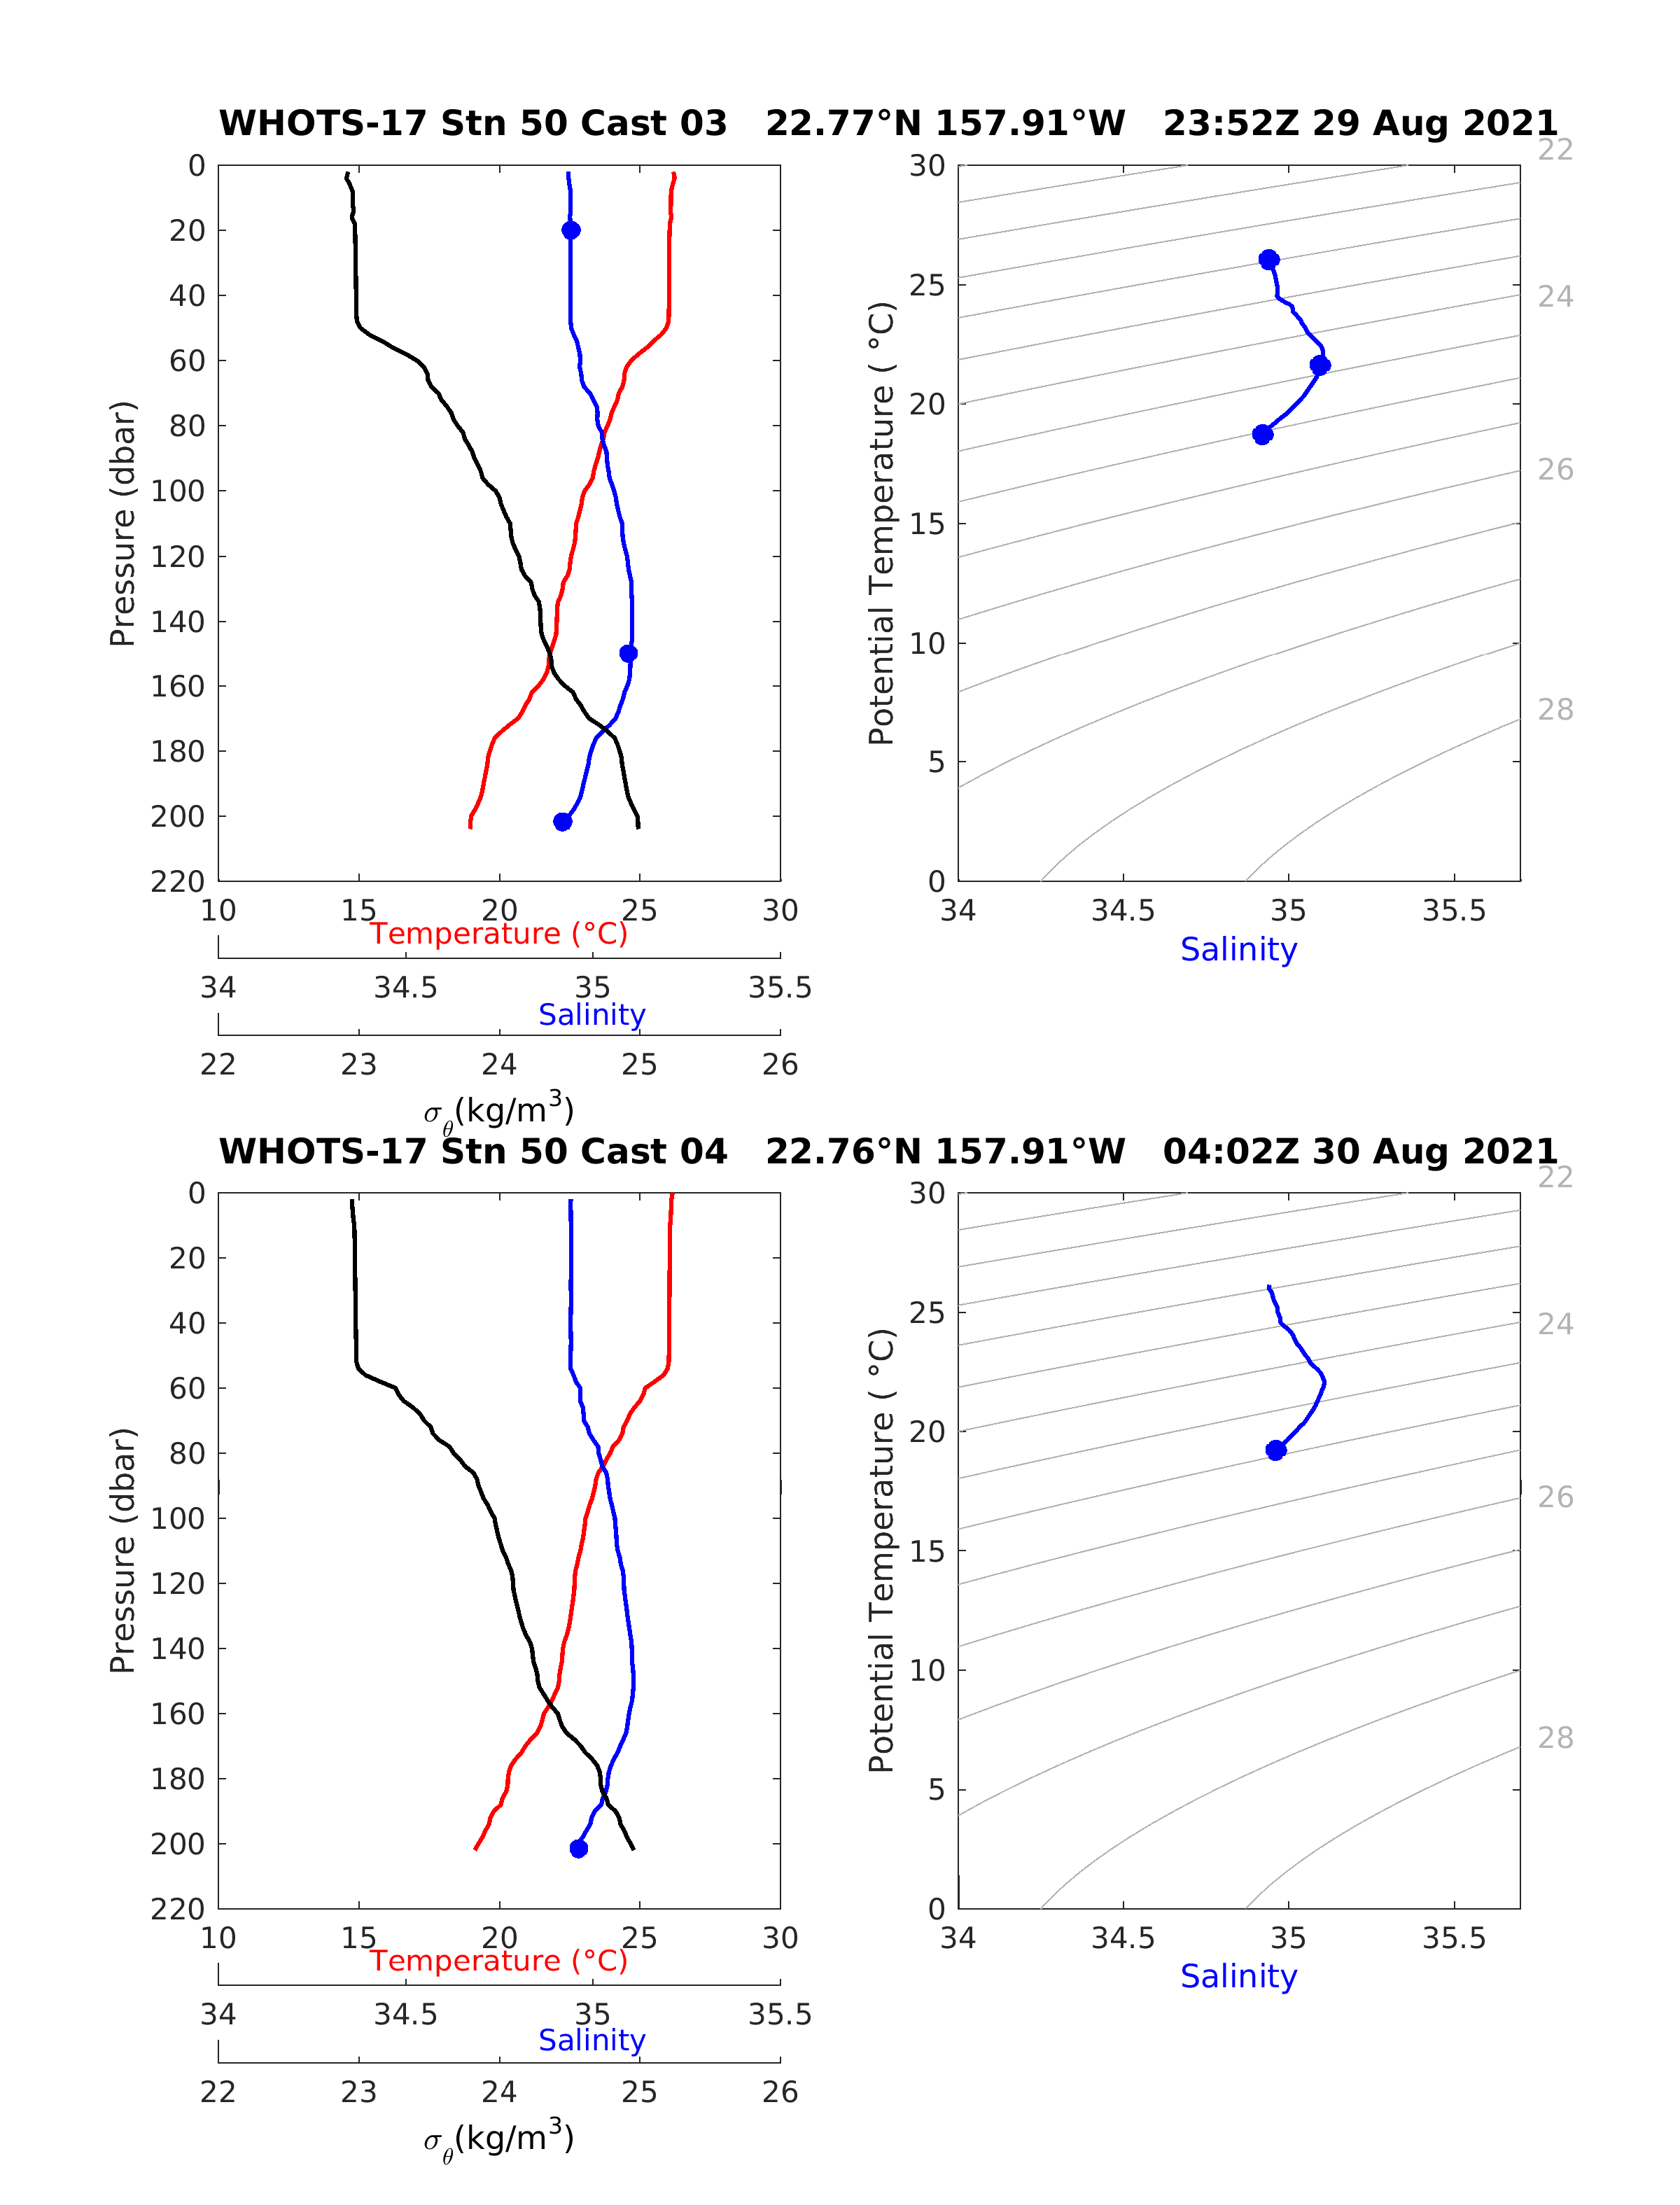 WHOTS-17 Stn 50 Cast 03   22.77°N 157.91°W   23:52Z 29 Aug 2021
0
20
40
60
80
100
120
140
160
180
200
220
Pressure (dbar)
10 15 20 25 30
Temperature (°C)
34 34.5 35 35.5
Salinity
22 23 24 25 26
σθ(kg/m³)
30
25
20
15
10
5
0
Potential Temperature ( °C)
34 34.5 35 35.5
Salinity
22
24
26
28
WHOTS-17 Stn 50 Cast 04   22.76°N 157.91°W   04:02Z 30 Aug 2021
0
20
40
60
80
100
120
140
160
180
200
220
Pressure (dbar)
10 15 20 25 30
Temperature (°C)
34 34.5 35 35.5
Salinity
22 23 24 25 26
σθ(kg/m³)
30
25
20
15
10
5
0
Potential Temperature ( °C)
34 34.5 35 35.5
Salinity
22
24
26
28